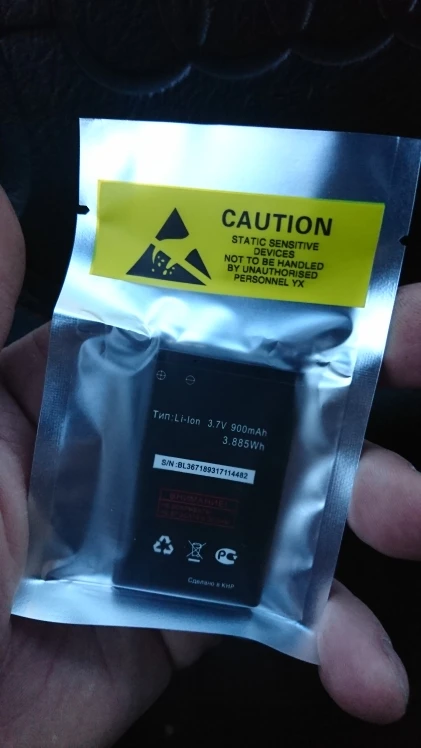 CAUTION
STATIC SENSITIVE
DEVICES
NOT TO BE HANDLED
BY UNAUTHORISED
PERSONNEL YX
Тип:Li-Ion 3.7V 900mAh
3.885Wh
S/N:BL367189317114482
ВНИМАНИЕ
Сделано в КНР